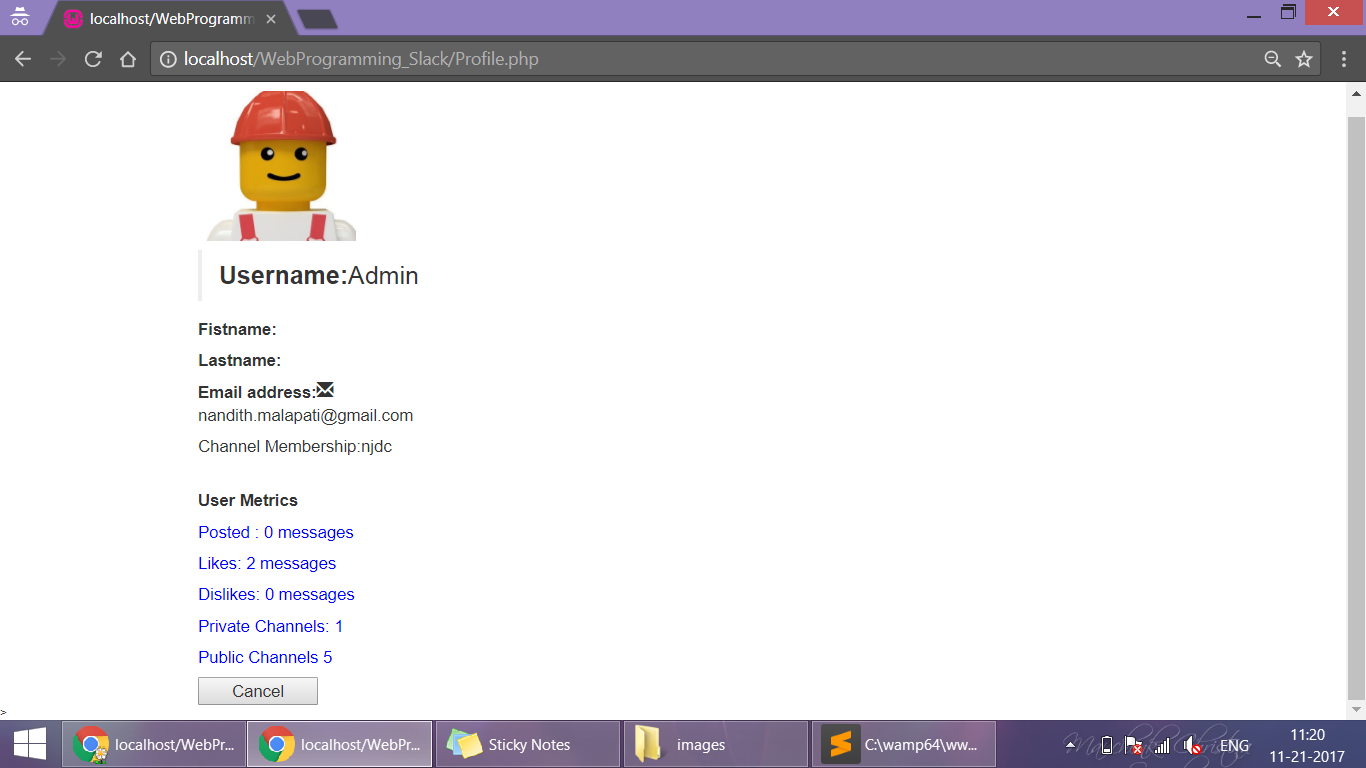 localhost/WebProgramm
localhost/WebProgramming_Slack/Profile.php
Username:Admin
Fistname:
Lastname:
Email address:
nandith.malapati@gmail.com
Channel Membership:njdc
User Metrics
Posted : 0 messages
Likes: 2 messages
Dislikes: 0 messages
Private Channels: 1
Public Channels 5
Cancel
>
localhost/WebPr... localhost/WebPr... Sticky Notes images C:\wamp64\ww... ENG 11:20
11-21-2017